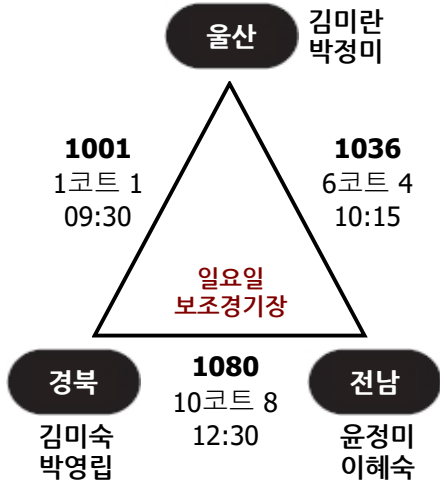 울산
김미란
박정미
1001
1코트 1
09:30
1036
6코트 4
10:15
일요일
보조경기장
경북
김미숙
박영립
1080
10코트 8
12:30
전남
윤정미
이혜숙